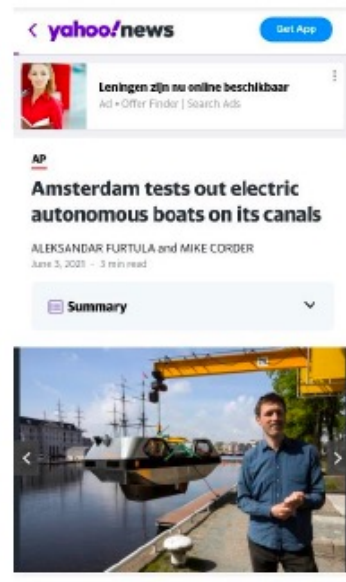 yahoo!news
Get App
Leningen zijn nu online beschikbaar
Ad • Offer Finder | Search Ads
AP
Amsterdam tests out electric
autonomous boats on its canals
ALEKSANDAR FURTULA and MIKE CORDER
June 3, 2021 · 3 min read
Summary